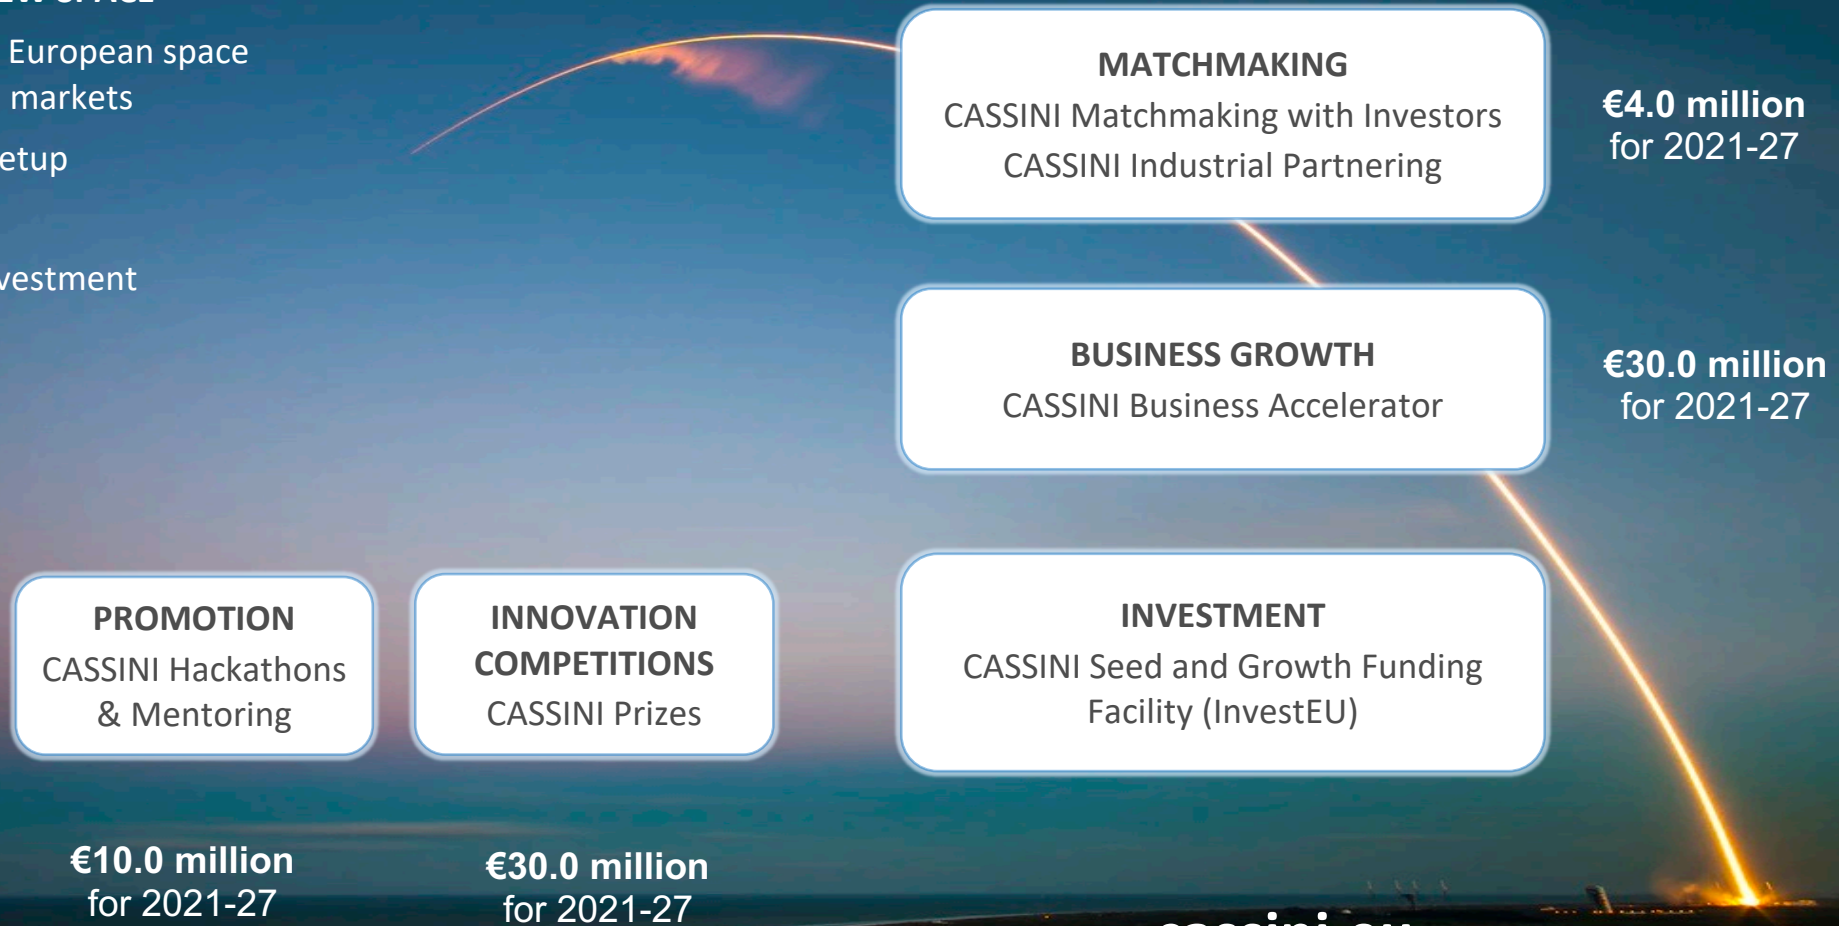 European space
markets
MATCHMAKING
CASSINI Matchmaking with Investors
CASSINI Industrial Partnering
€4.0 million
for 2021-27
BUSINESS GROWTH
CASSINI Business Accelerator
€30.0 million
for 2021-27
PROMOTION
CASSINI Hackathons
& Mentoring
INNOVATION
COMPETITIONS
CASSINI Prizes
INVESTMENT
CASSINI Seed and Growth Funding
Facility (InvestEU)
€10.0 million
for 2021-27
€30.0 million
for 2021-27